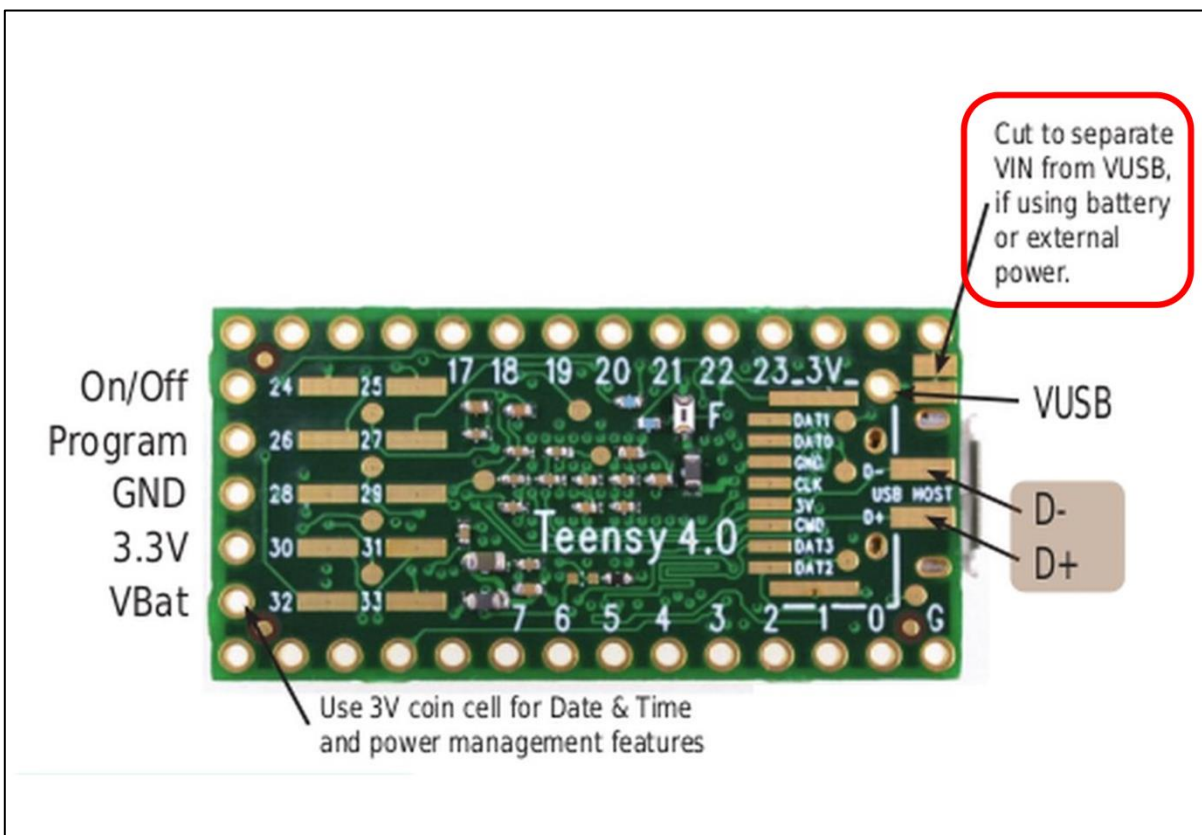 Cut to separate
VIN from VUSB,
if using battery
or external
power.
17 18 19 20 21 22 23 3V
On/Off
24 25
VUSB
F
DAT1
Program
26 27
DAT0
GND
D-
CLK
USB HOST
D-
GND
28 29
3V
D+
D+
3.3V
30 31
Teensy 4.0
CMD
DAT3
DAT2
VBat
32 33
7 6 5 4 3 2 1 0 G
Use 3V coin cell for Date & Time
and power management features